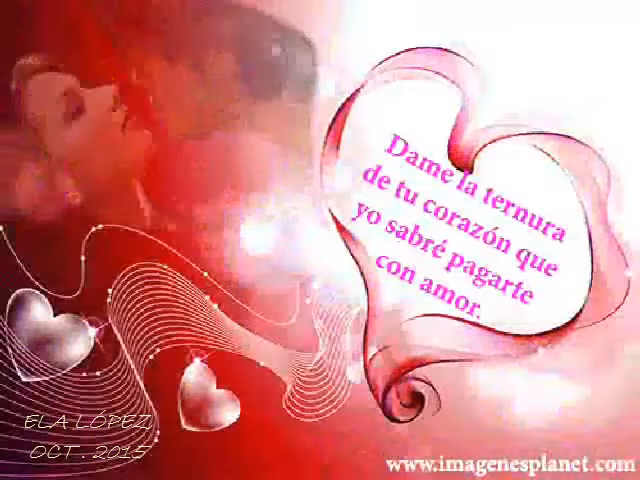 Dame la ternura
de tu corazón que
yo sabré pagarte
con amor.
ELA LÓPEZ
OCT . 2015
www.imagenesplanet.com